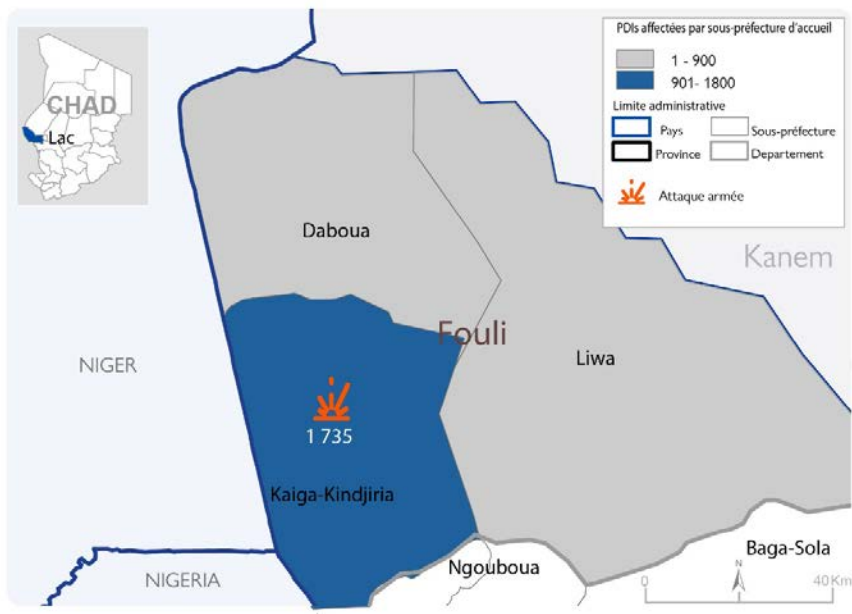 CHAD
Lac
PDIs affectées par sous-préfecture d'accueil
1 - 900
901- 1800
Limite administrative
Pays
Sous-préfecture
Province
Departement
Attaque armée
Daboua
Kanem
Fouli
Liwa
NIGER
1 735
Kaiga-Kindjiria
Baga-Sola
Ngouboua
NIGERIA
N
0
40 Km